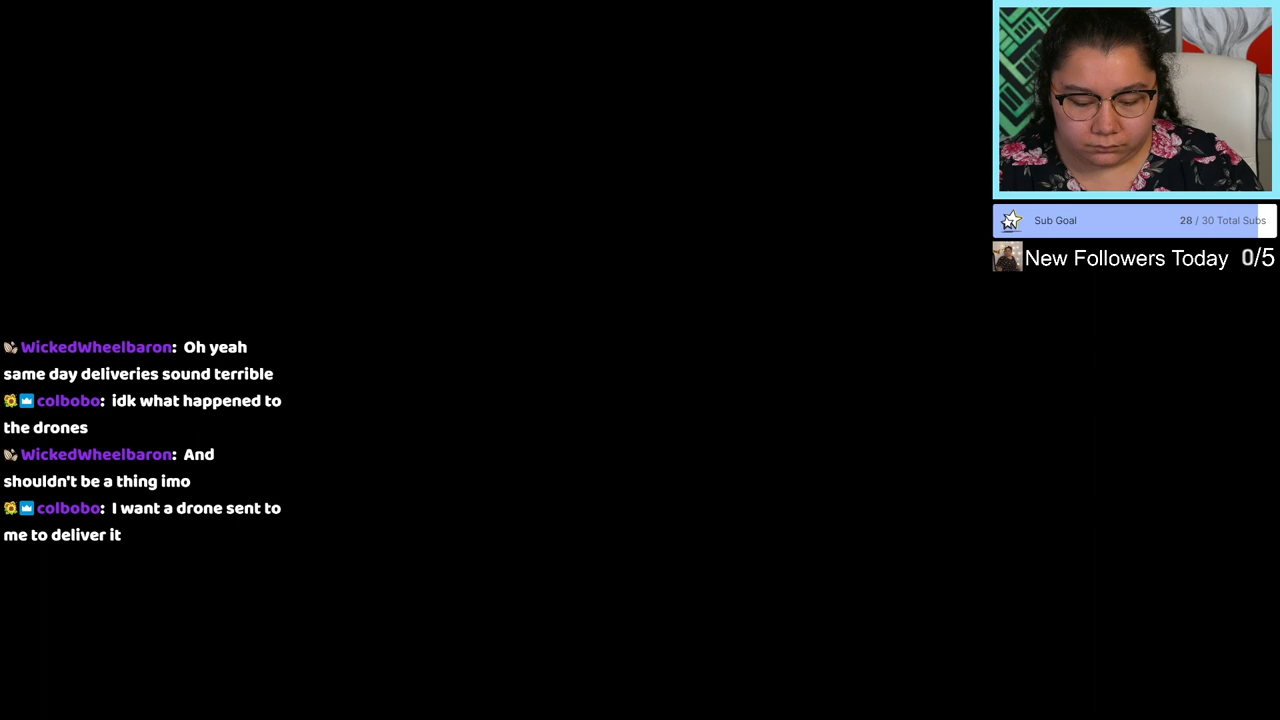 Sub Goal 28 / 30 Total Subs
New Followers Today 0/5
WickedWheelbaron: Oh yeah
same day deliveries sound terrible
colbobo: idk what happened to
the drones
WickedWheelbaron: And
shouldn't be a thing imo
colbobo: I want a drone sent to
me to deliver it